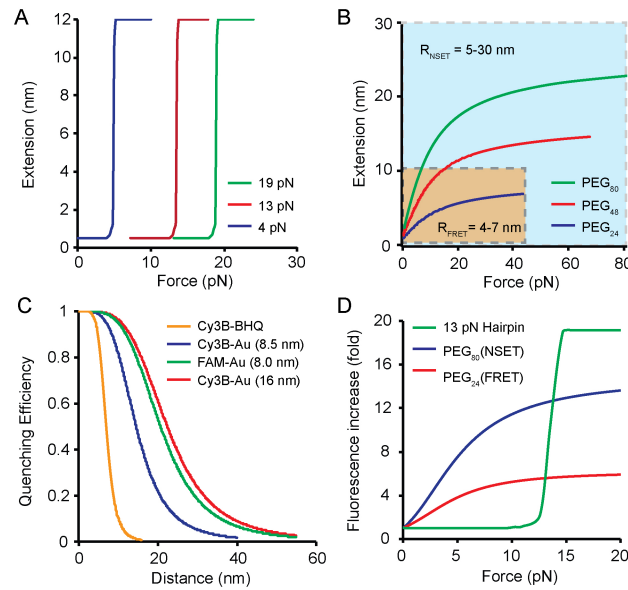 A
Extension (nm)
12
10
8
6
4
2
0
0
10
20
30
Force (pN)
19 pN
13 pN
4 pN
B
Extension (nm)
30
20
10
0
0
20
40
60
80
Force (pN)
R_NSET = 5-30 nm
R_FRET = 4-7 nm
PEG_80
PEG_48
PEG_24
C
Quenching Efficiency
1
0.8
0.6
0.4
0.2
0
0
20
40
60
Distance (nm)
Cy3B-BHQ
Cy3B-Au (8.5 nm)
FAM-Au (8.0 nm)
Cy3B-Au (16 nm)
D
Fluorescence increase (fold)
20
16
12
8
4
0
0
5
10
15
20
Force (pN)
13 pN Hairpin
PEG_80(NSET)
PEG_24(FRET)